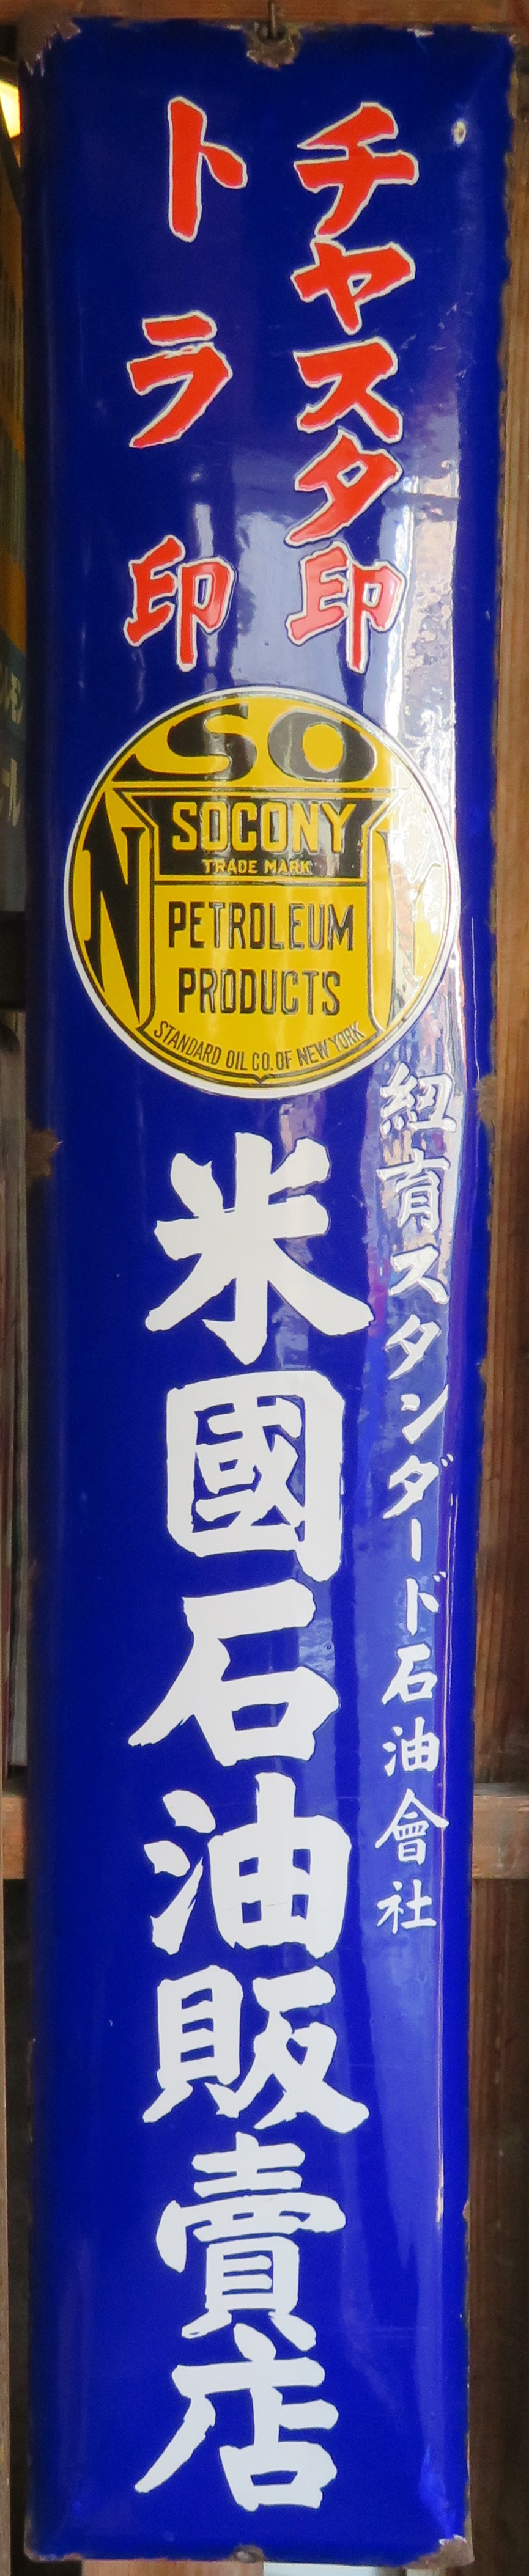 チヤスタ印
トラ印
SO
N Y
SOCONY
TRADE MARK
PETROLEUM
PRODUCTS
STANDARD OIL CO. OF NEW YORK
紐育スタンダード石油會社
米國石油販賣店